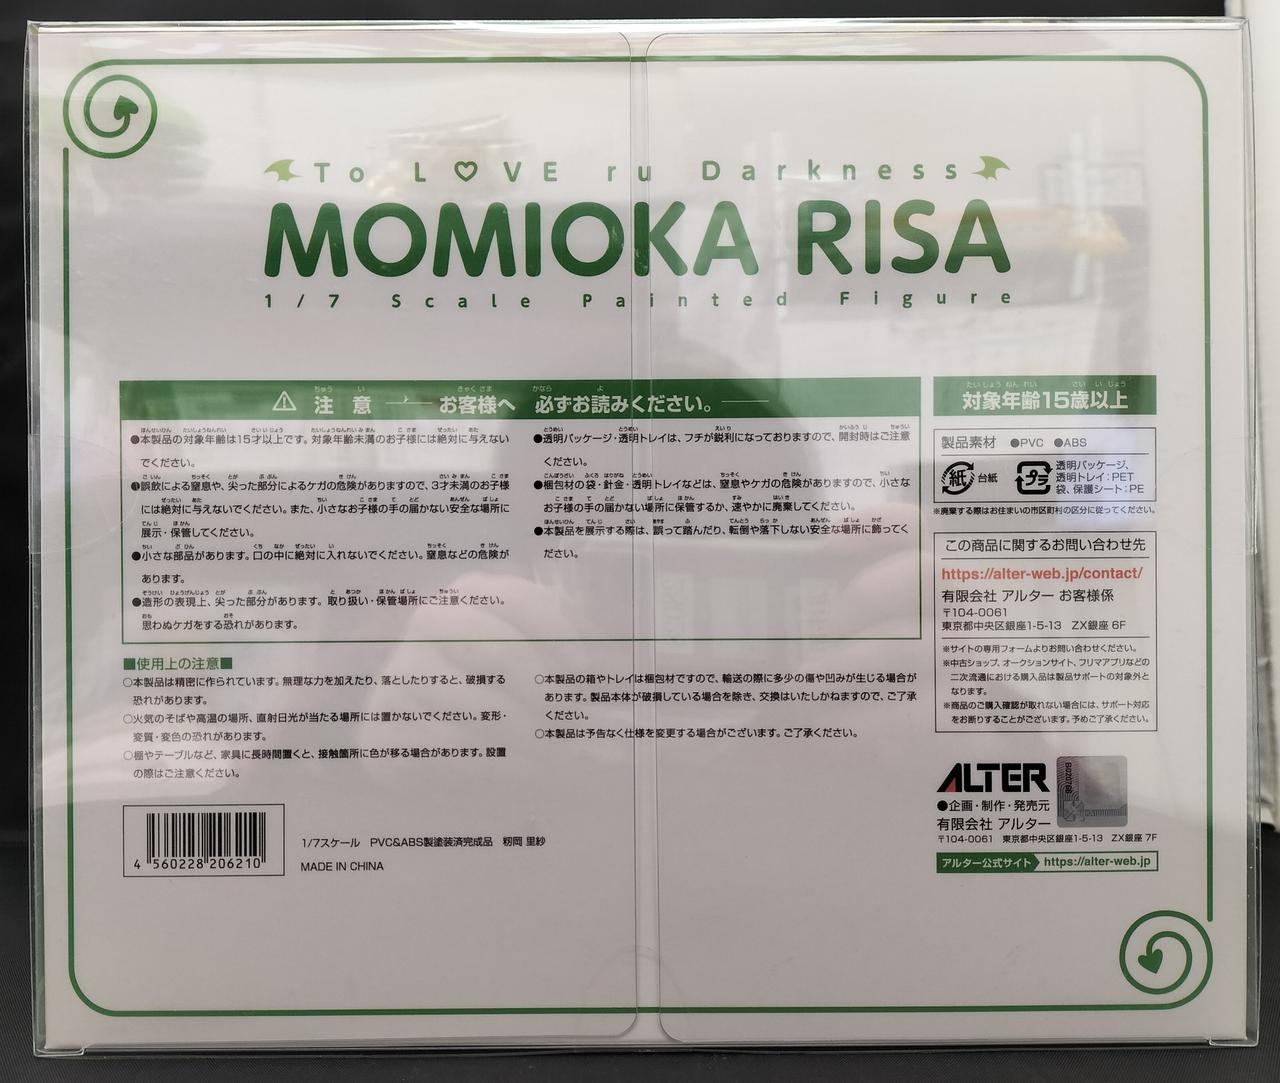 To L♡VE ru Darkness
MOMIOKA RISA
1/7 Scale Painted Figure
⚠ 注意 お客様へ 必ずお読みください。
●本製品の対象年齢は15才以上です。対象年齢未満のお子様には絶対に与えない
でください。
●誤飲による窒息や、尖った部分によるケガの危険がありますので、3才未満のお子様
には絶対に与えないでください。また、小さなお子様の手の届かない安全な場所に
展示・保管してください。
●小さな部品があります。口の中に絶対に入れないでください。窒息などの危険が
あります。
●造形の表現上、尖った部分があります。取り扱い・保管場所にご注意ください。
思わぬケガをする恐れがあります。
●透明パッケージ・透明トレイは、フチが鋭利になっておりますので、開封時はご注意
ください。
●梱包材の袋・針金・透明トレイなどは、窒息やケガの危険がありますので、小さな
お子様の手の届かない場所に保管するか、速やかに廃棄してください。
●本製品を展示する際は、誤って踏んだり、転倒や落下しない安全な場所に飾ってく
ださい。
対象年齢15歳以上
製品素材 ●PVC ●ABS
紙 台紙
プラ 透明パッケージ、
透明トレイ:PET
袋、保護シート:PE
※廃棄する際はお住まいの市区町村の区分に従ってください。
この商品に関するお問い合わせ先
https://alter-web.jp/contact/
有限会社 アルター お客様係
〒104-0061
東京都中央区銀座1-5-13 ZX銀座 6F
※サイトの専用フォームよりお問い合わせください。
※中古ショップ、オークションサイト、フリマアプリなどの
二次流通における購入品は製品サポートの対象外と
なります。
※商品のご購入確認が取れない場合には、サポート対応
をお断りすることがございます。予めご了承ください。
■使用上の注意■
○本製品は精密に作られています。無理な力を加えたり、落としたりすると、破損する
恐れがあります。
○火気のそばや高温の場所、直射日光が当たる場所には置かないでください。変形・
変質・変色の恐れがあります。
○棚やテーブルなど、家具に長時間置くと、接触箇所に色が移る場合があります。設置
の際はご注意ください。
○本製品の箱やトレイは梱包材ですので、輸送の際に多少の傷や凹みが生じる場合が
あります。製品本体が破損している場合を除き、交換はいたしかねますので、ご了承
ください。
○本製品は予告なく仕様を変更する場合がございます。ご了承ください。
4 560228 206210
1/7スケール PVC&ABS製塗装済完成品 籾岡 里紗
MADE IN CHINA
ALTER
●企画・制作・発売元
有限会社 アルター
〒104-0061 東京都中央区銀座1-5-13 ZX銀座 7F
アルター公式サイト https://alter-web.jp